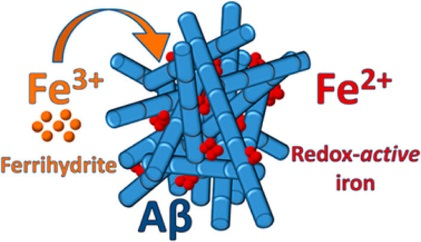 Fe³⁺
Ferrihydrite
Aβ
Fe²⁺
Redox-active
iron